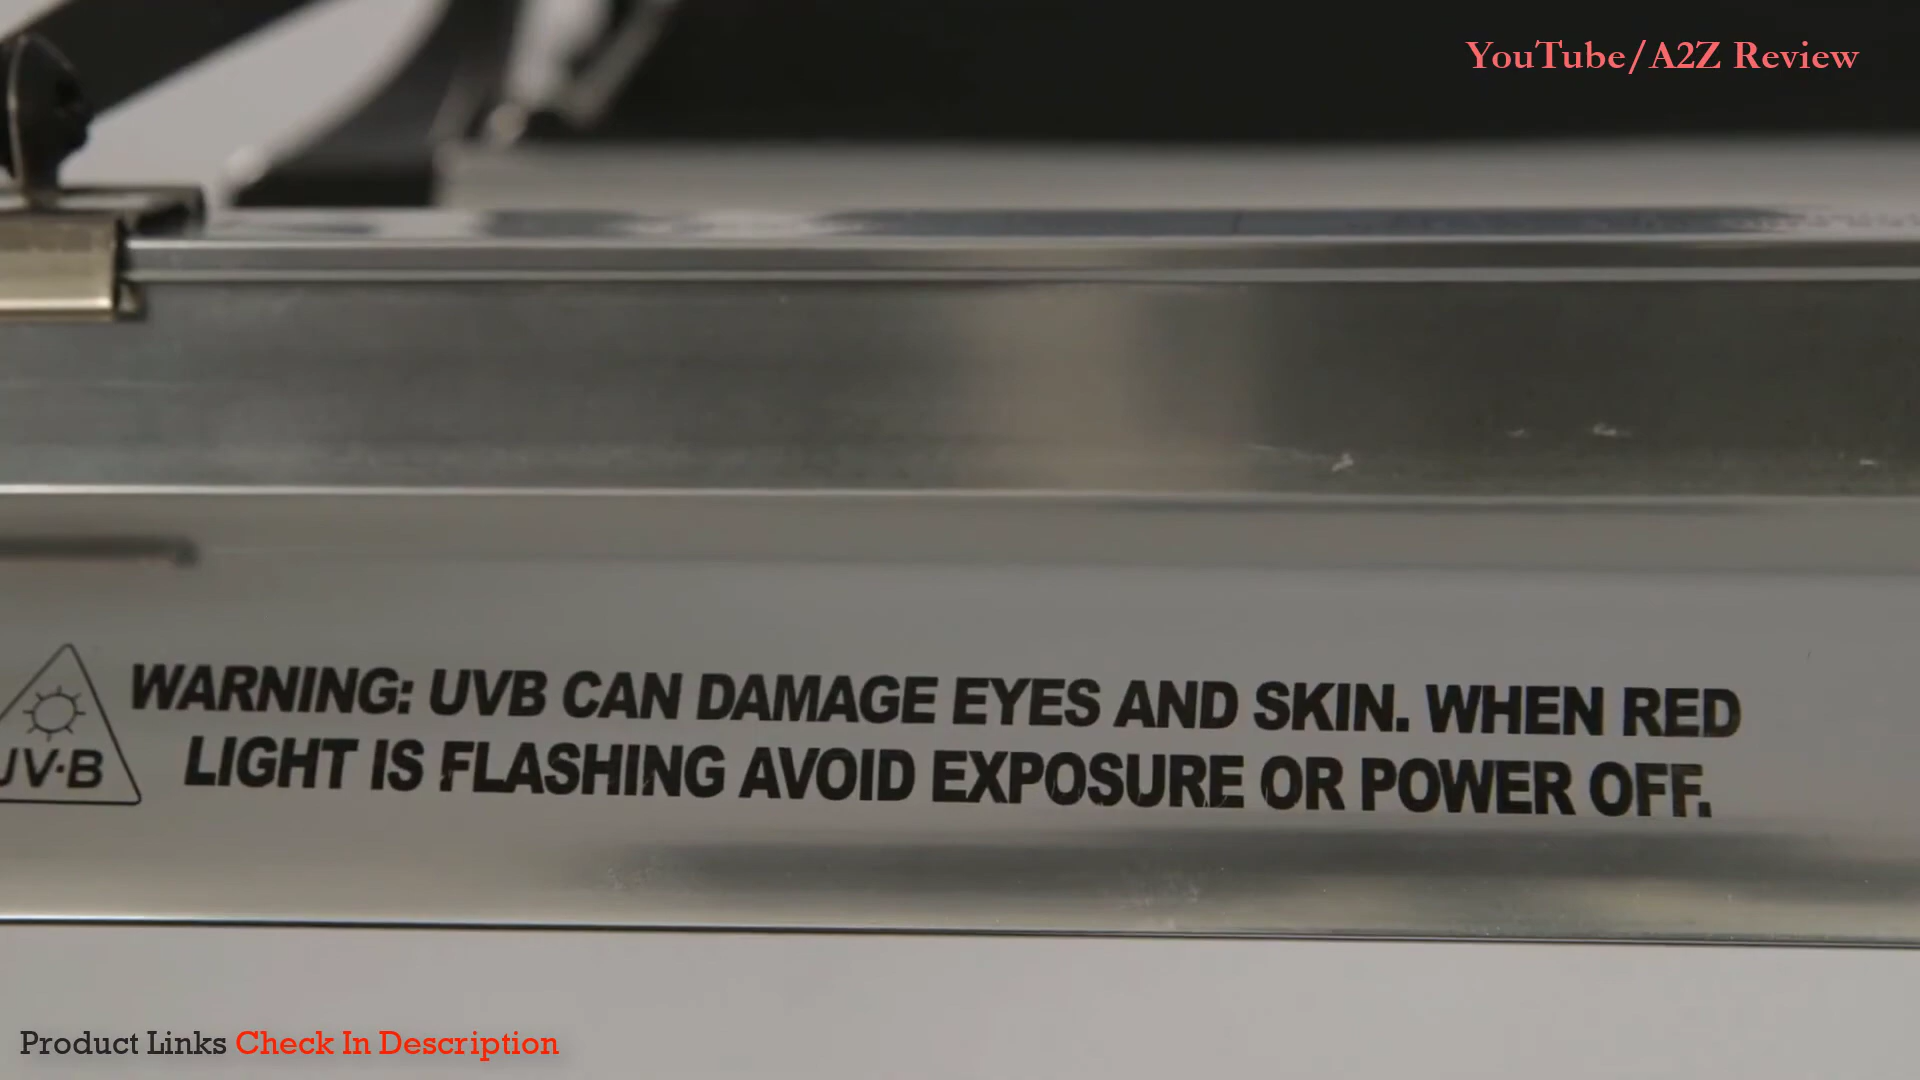 YouTube/A2Z Review
WARNING: UVB CAN DAMAGE EYES AND SKIN. WHEN RED
LIGHT IS FLASHING AVOID EXPOSURE OR POWER OFF.
UV·B
Product Links Check In Description